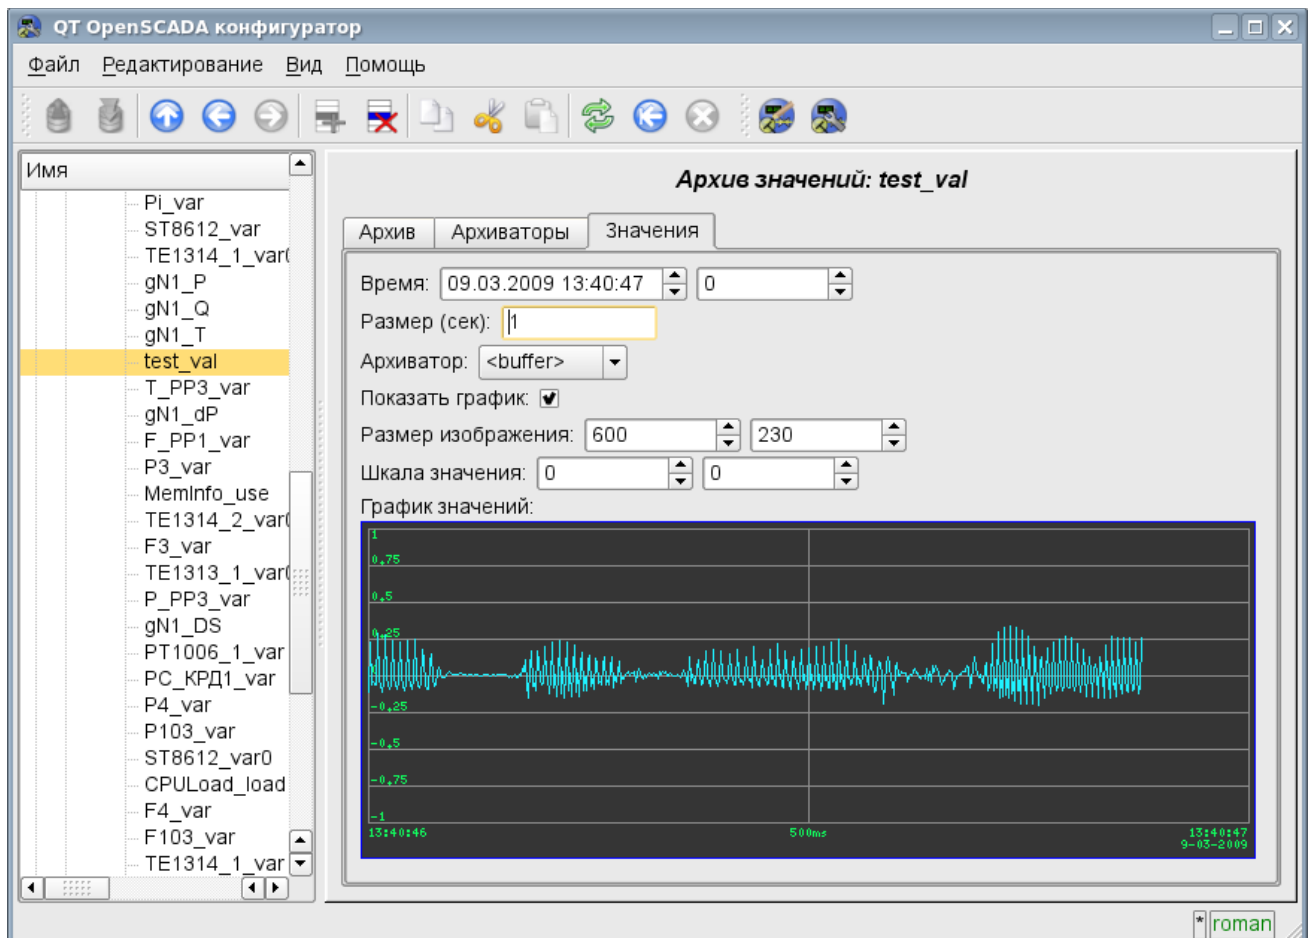 QT OpenSCADA конфигуратор
Файл Редактирование Вид Помощь
Имя
Pi_var
ST8612_var
TE1314_1_var
gN1_P
gN1_Q
gN1_T
test_val
T_PP3_var
gN1_dP
F_PP1_var
P3_var
MemInfo_use
TE1314_2_var
F3_var
TE1313_1_var
P_PP3_var
gN1_DS
PT1006_1_var
РС_КРД1_var
P4_var
P103_var
ST8612_var0
CPULoad_load
F4_var
F103_var
TE1314_1_var
Архив значений: test_val
Архив Архиваторы Значения
Время: 09.03.2009 13:40:47 0
Размер (сек): 1
Архиватор: <buffer>
Показать график:
Размер изображения: 600 230
Шкала значения: 0 0
График значений:
1
0.75
0.5
0.25
-0.25
-0.5
-0.75
-1
13:40:46 500ms 13:40:47
9-03-2009
* roman